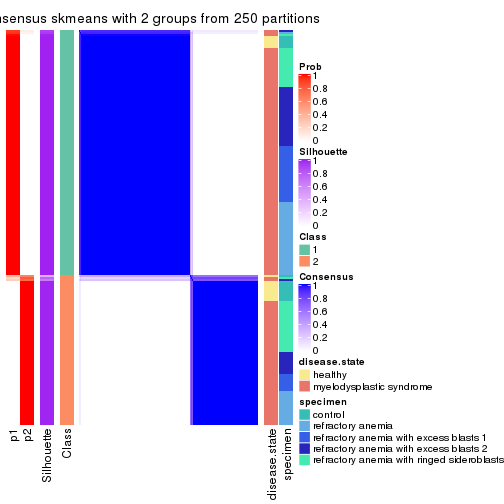 nsensus skmeans with 2 groups from 250 partitions
Prob
1
0.8
0.6
0.4
0.2
0
Silhouette
1
0.8
0.6
0.4
0.2
0
Class
1
2
Consensus
1
0.8
0.6
0.4
0.2
0
disease.state
healthy
myelodysplastic syndrome
specimen
control
refractory anemia
refractory anemia with excess blasts 1
refractory anemia with excess blasts 2
refractory anemia with ringed sideroblasts
p1
p2
Silhouette
Class
disease.state
specimen